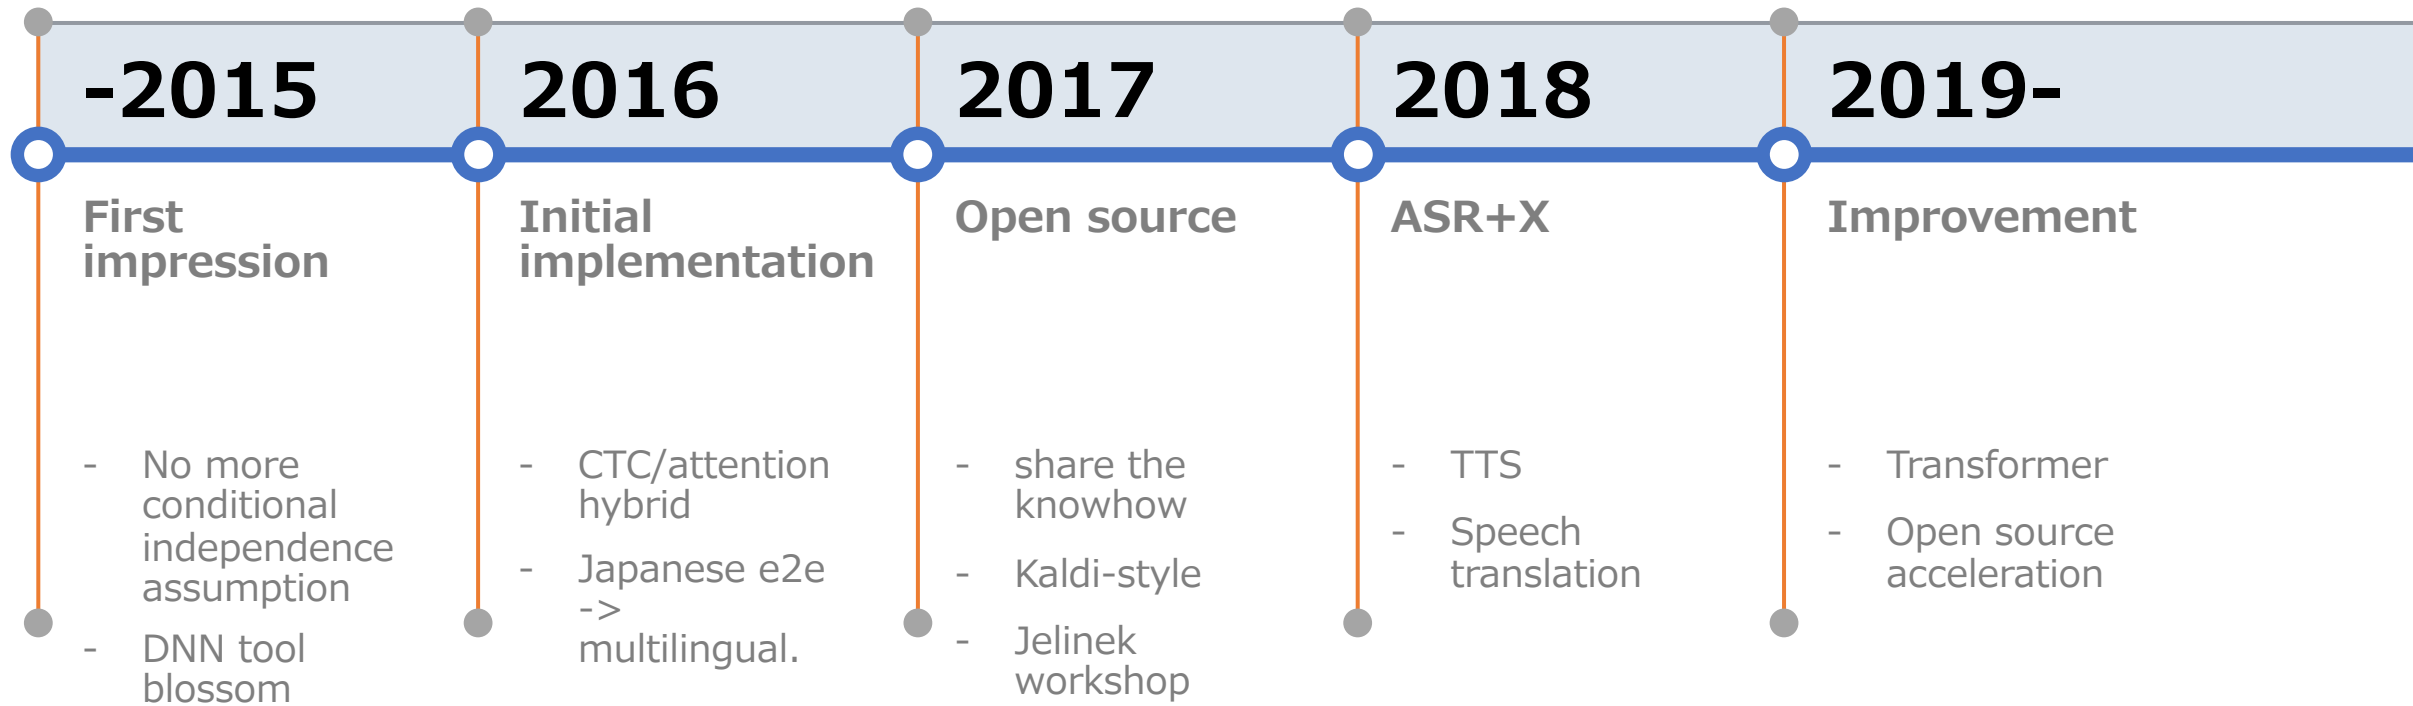 -2015
First
impression
- No more
conditional
independence
assumption
- DNN tool
blossom
2016
Initial
implementation
- CTC/attention
hybrid
- Japanese e2e
->
multilingual.
2017
Open source
- share the
knowhow
- Kaldi-style
- Jelinek
workshop
2018
ASR+X
- TTS
- Speech
translation
2019-
Improvement
- Transformer
- Open source
acceleration